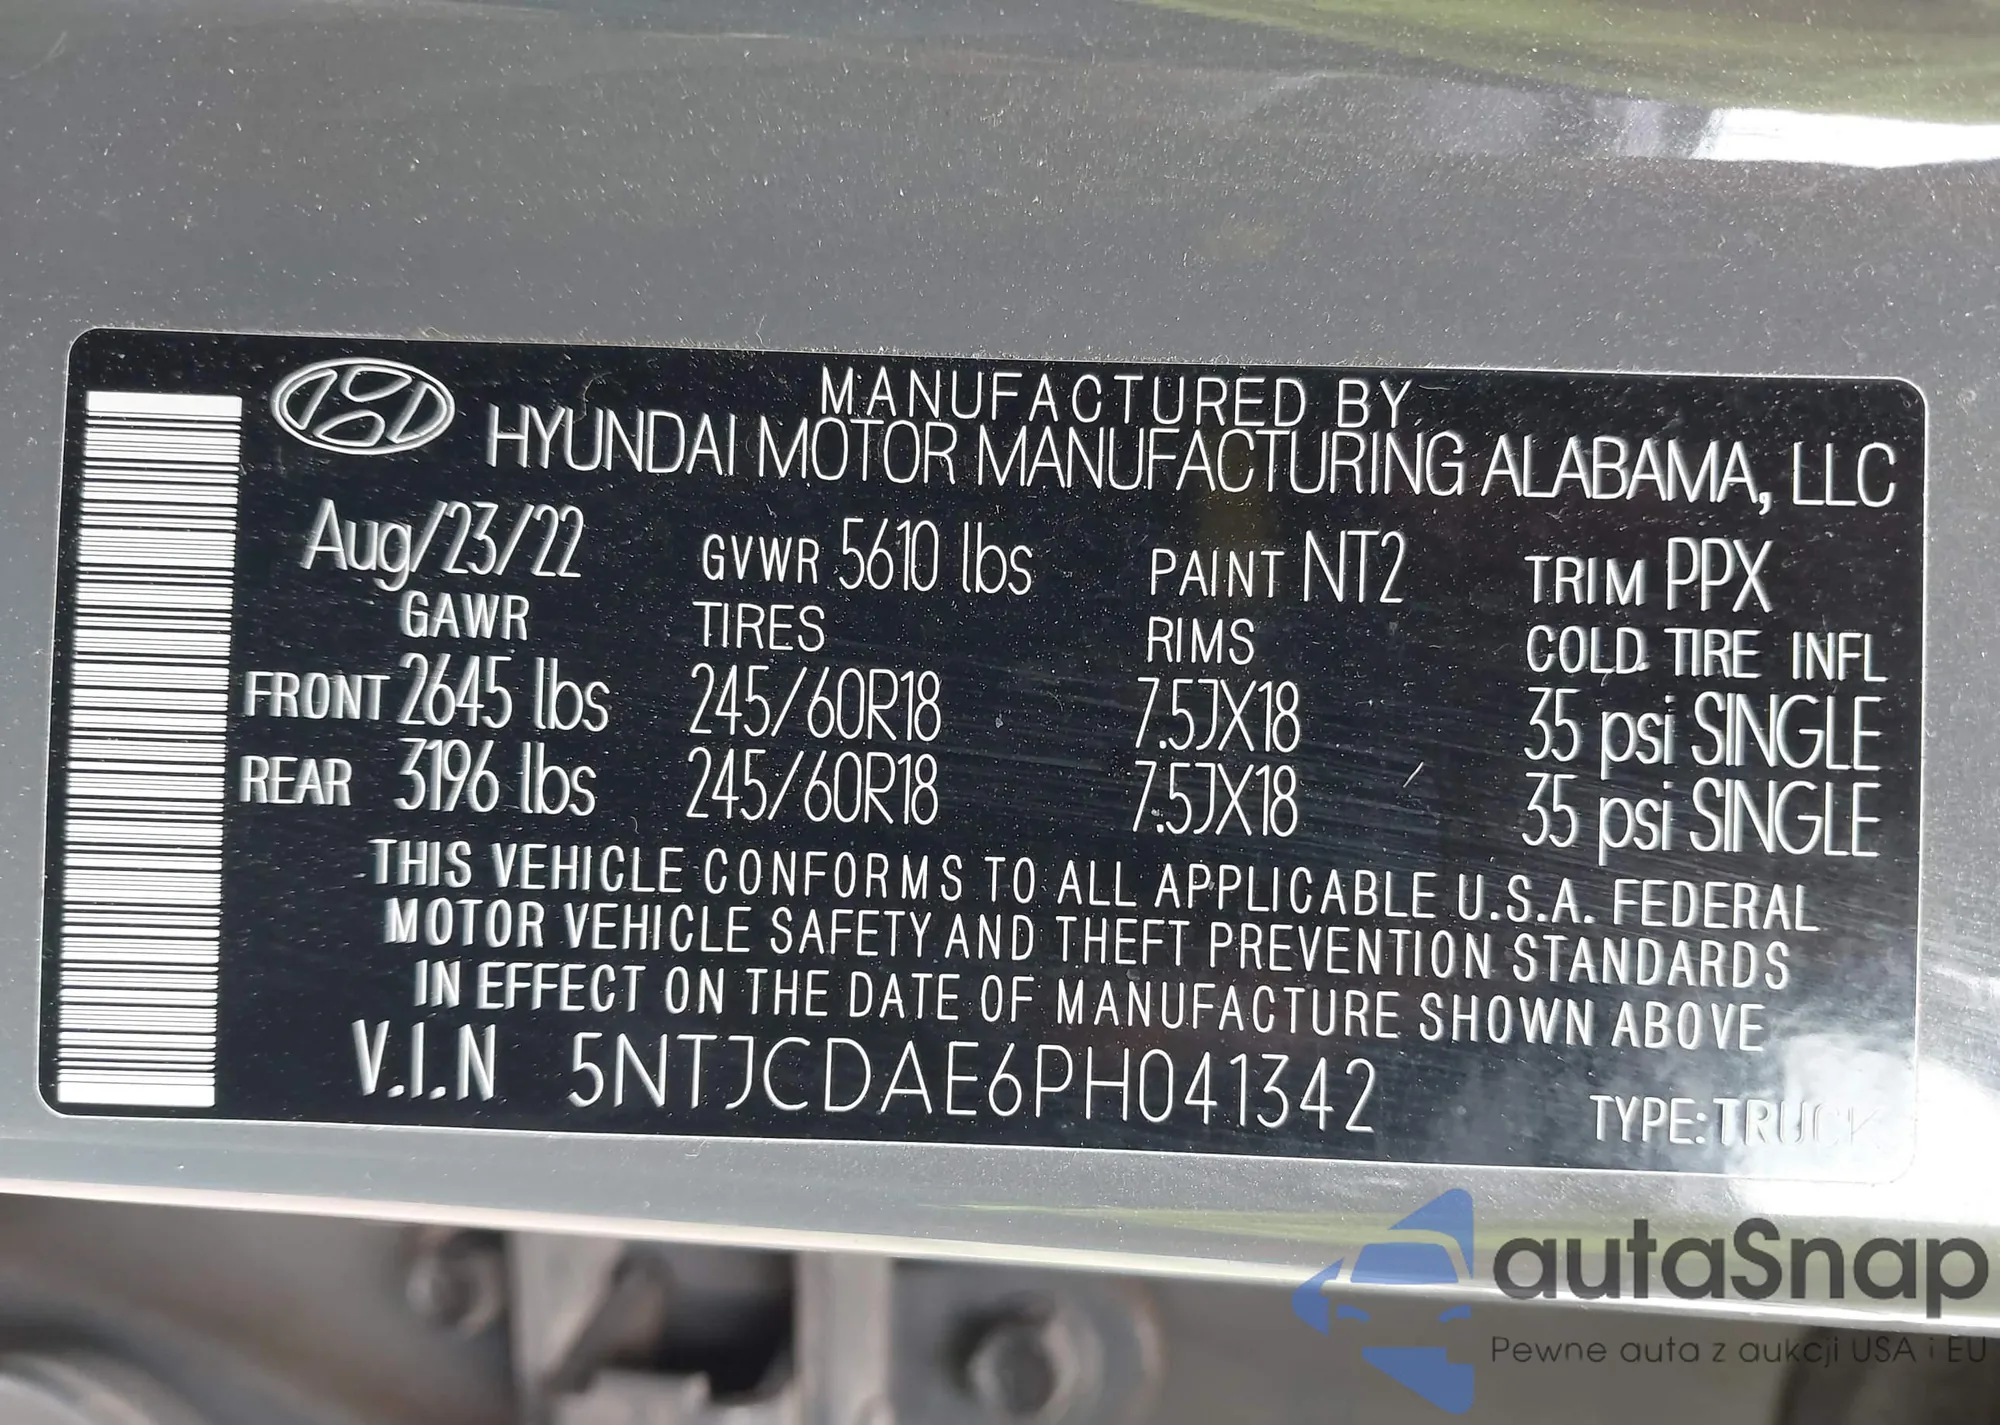 MANUFACTURED BY
HYUNDAI MOTOR MANUFACTURING ALABAMA, LLC
Aug/23/22 GVWR 5610 lbs PAINT NT2 TRIM PPX
GAWR TIRES RIMS COLD TIRE INFL
FRONT 2645 lbs 245/60R18 7.5JX18 35 psi SINGLE
REAR 3196 lbs 245/60R18 7.5JX18 35 psi SINGLE
THIS VEHICLE CONFORMS TO ALL APPLICABLE U.S.A. FEDERAL
MOTOR VEHICLE SAFETY AND THEFT PREVENTION STANDARDS
IN EFFECT ON THE DATE OF MANUFACTURE SHOWN ABOVE
V.I.N 5NTJCDAE6PH041342
TYPE:TRUCK
autaSnap
Pewne auta z aukcji USA i EU